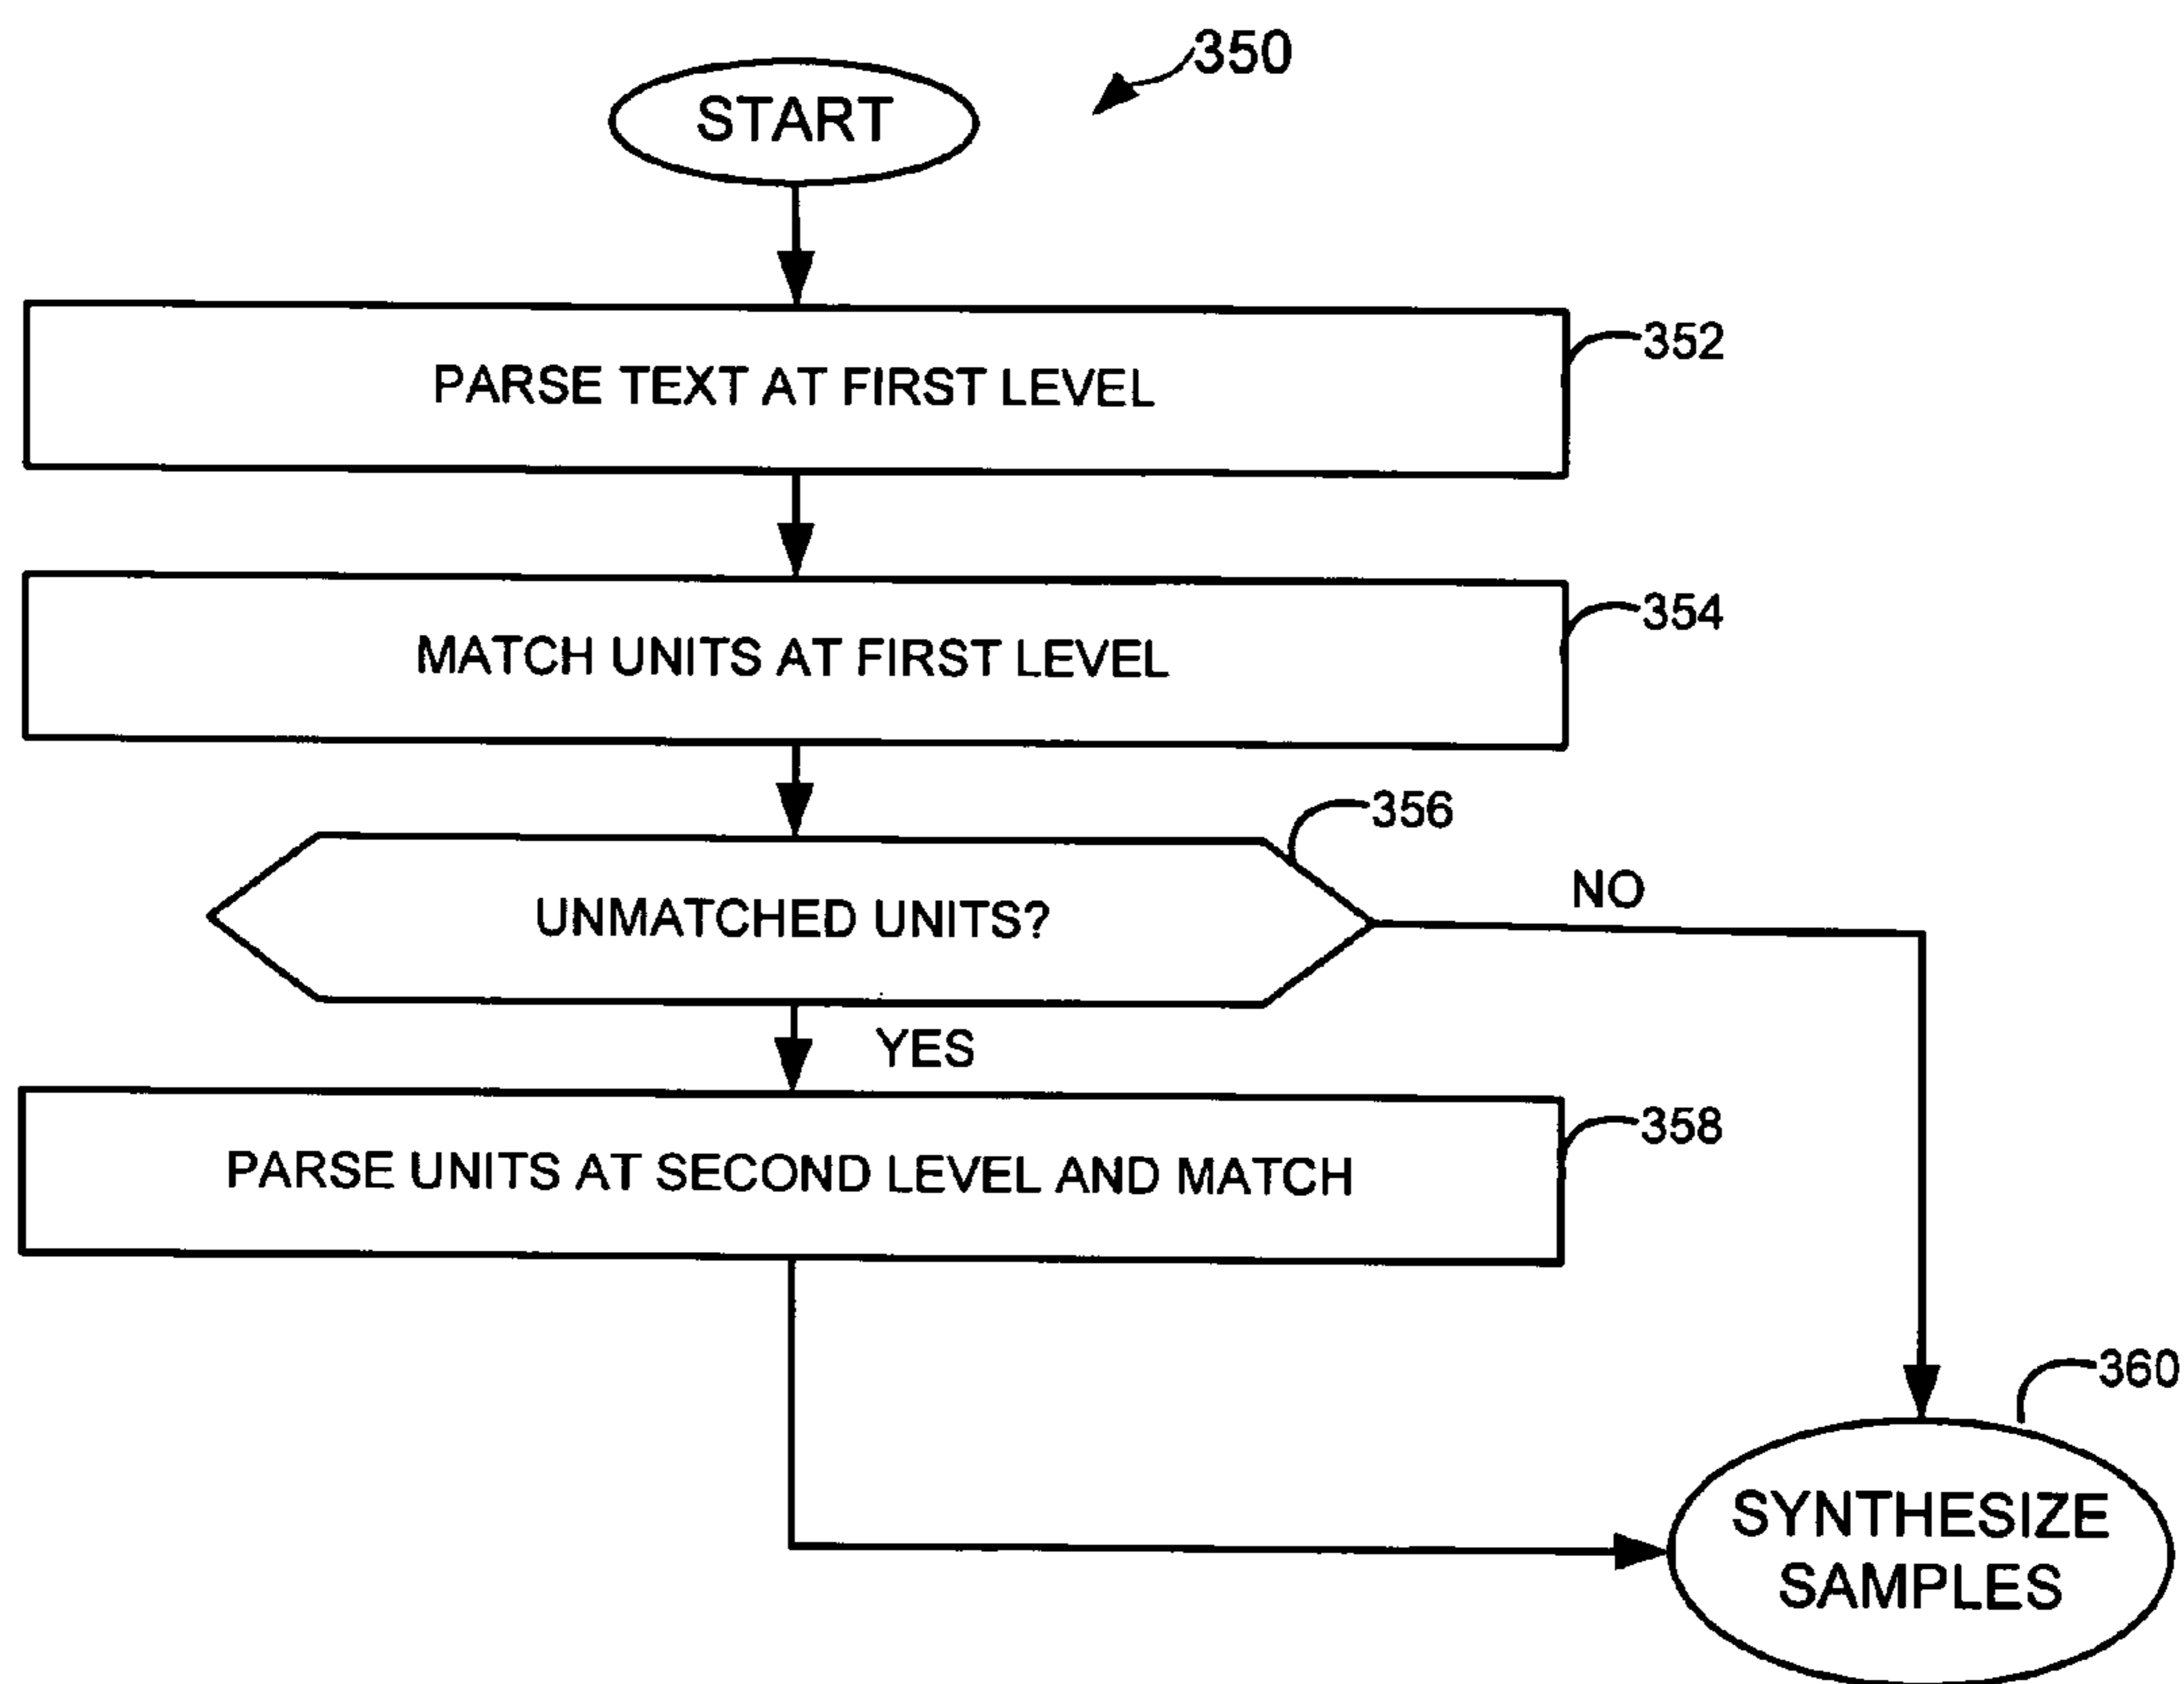 350
START
352
PARSE TEXT AT FIRST LEVEL
354
MATCH UNITS AT FIRST LEVEL
356
UNMATCHED UNITS?
NO
YES
358
PARSE UNITS AT SECOND LEVEL AND MATCH
360
SYNTHESIZE
SAMPLES